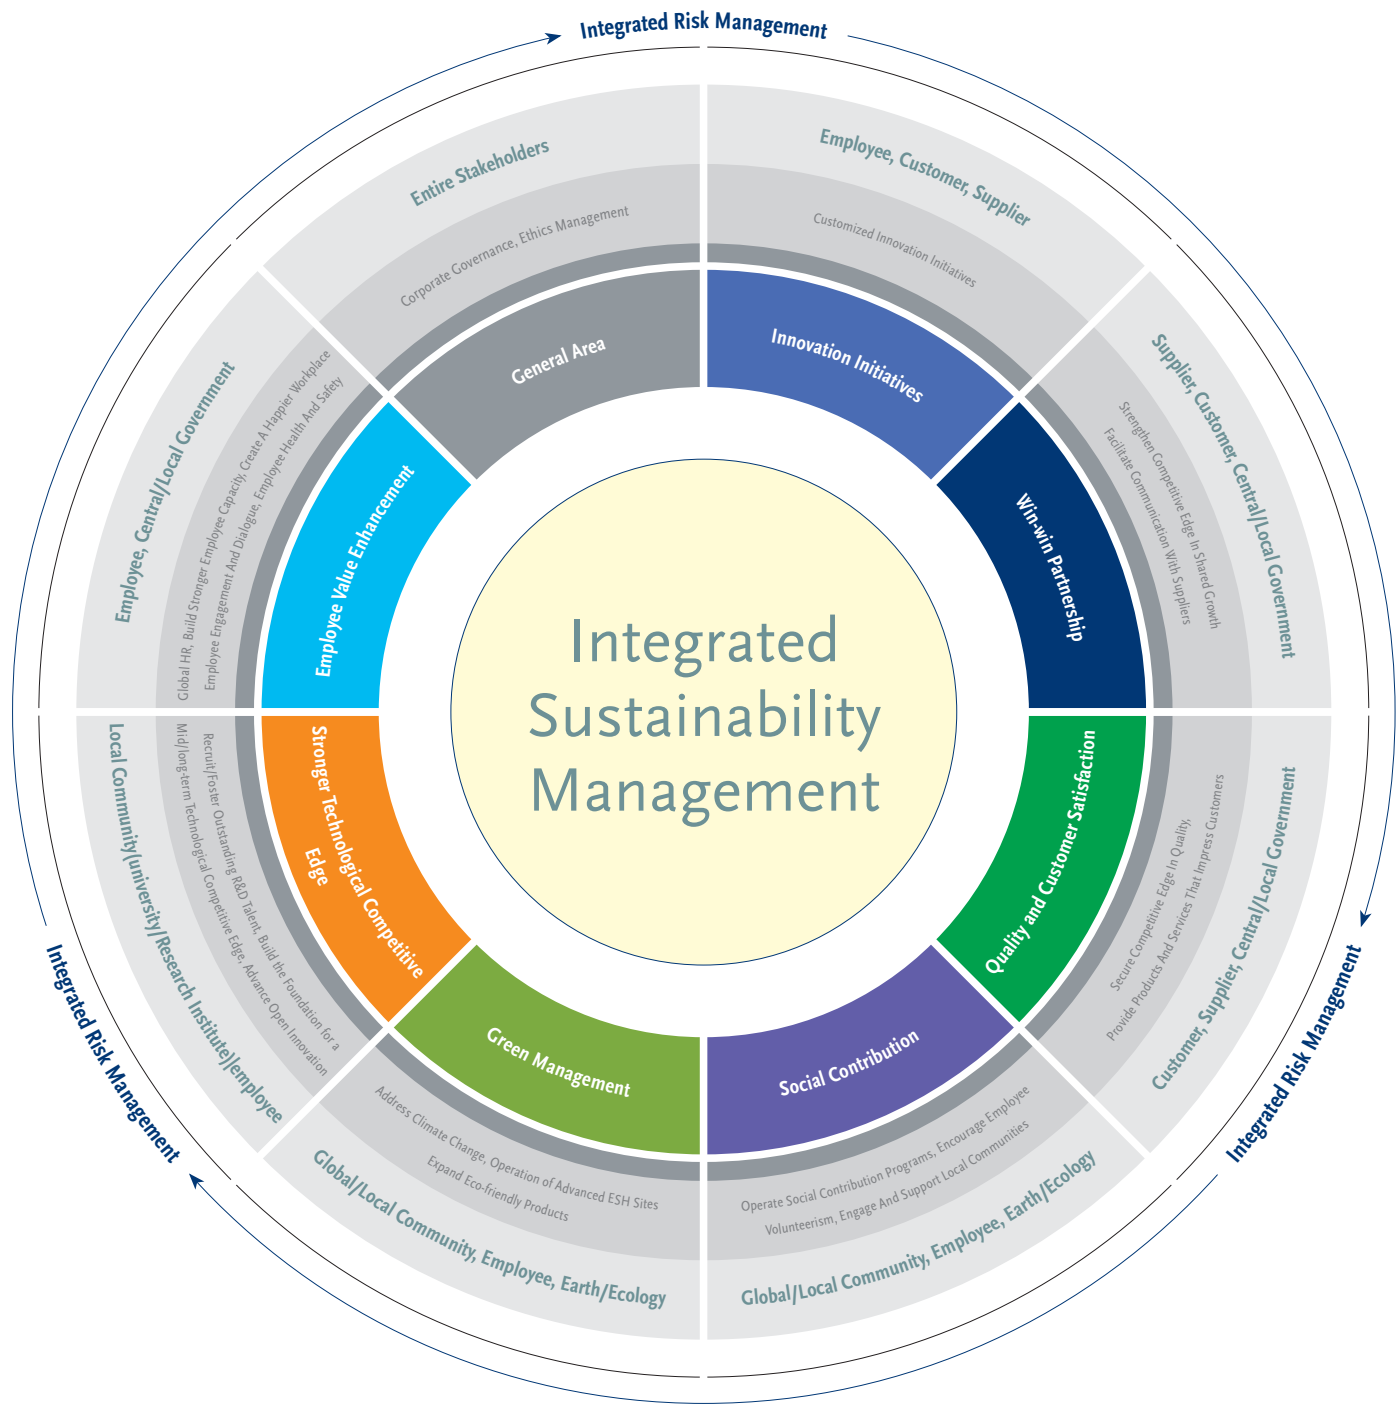 Integrated Risk Management
Entire Stakeholders
Corporate Governance, Ethics Management
General Area
Employee, Customer, Supplier
Customized Innovation Initiatives
Innovation Initiatives
Supplier, Customer, Central/Local Government
Strengthen Competitive Edge In Shared Growth
Facilitate Communication With Suppliers
Win-win Partnership
Customer, Supplier, Central/Local Government
Secure Competitive Edge In Quality,
Provide Products And Services That Impress Customers
Quality and Customer Satisfaction
Integrated Risk Management
Global/Local Community, Employee, Earth/Ecology
Operate Social Contribution Programs, Encourage Employee
Volunteerism, Engage And Support Local Communities
Social Contribution
Global/Local Community, Employee, Earth/Ecology
Address Climate Change, Operation of Advanced ESH Sites
Expand Eco-friendly Products
Green Management
Integrated Risk Management
Local Community(university/Research Institute)|employee
Recruit/Foster Outstanding R&D Talent, Build the Foundation for a
Mid/long-term Technological Competitive Edge, Advance Open Innovation
Stronger Technological Competitive
Edge
Employee, Central/Local Government
Global HR, Build Stronger Employee Capacity, Create A Happier Workplace
Employee Engagement And Dialogue, Employee Health And Safety
Employee Value Enhancement
Integrated
Sustainability
Management